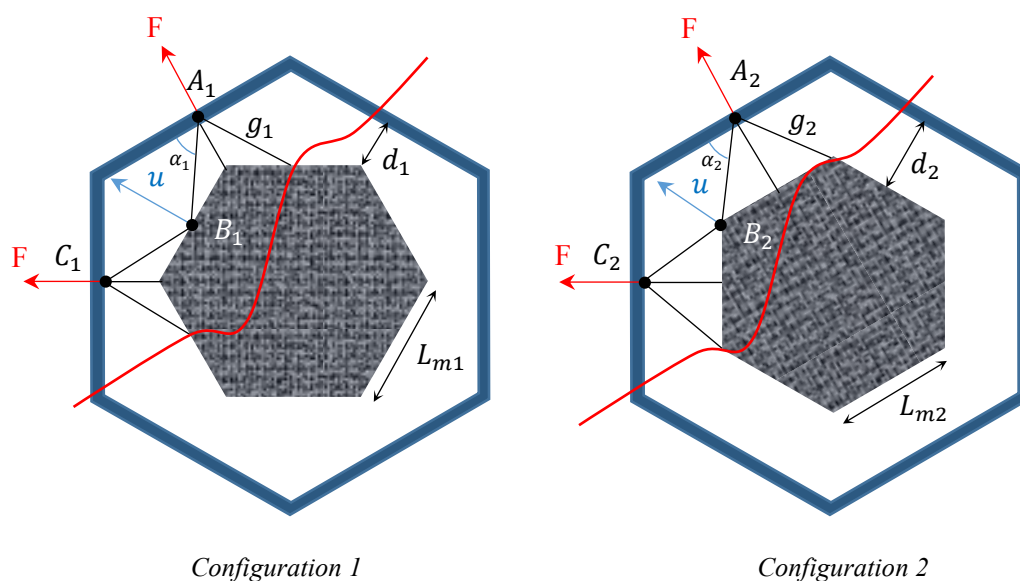 F
A₁
g₁
α₁
d₁
u
B₁
F
C₁
Lₘ₁
Configuration 1
F
A₂
g₂
α₂
d₂
u
B₂
F
C₂
Lₘ₂
Configuration 2